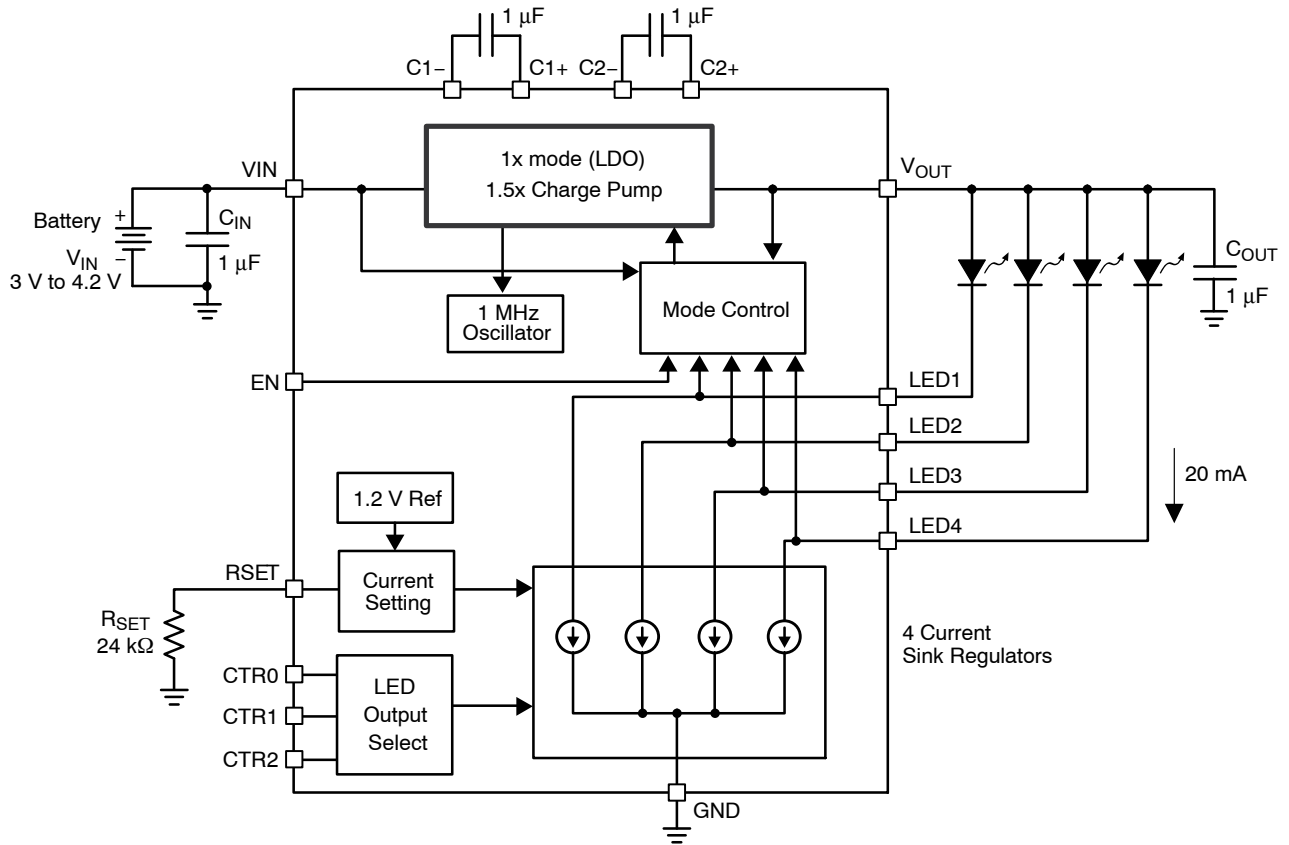 1 μF
1 μF
C1−
C1+
C2−
C2+
VIN
1x mode (LDO)
1.5x Charge Pump
VOUT
Battery
+
−
VIN
3 V to 4.2 V
CIN
1 μF
1 MHz
Oscillator
Mode Control
COUT
1 μF
EN
LED1
LED2
LED3
LED4
20 mA
1.2 V Ref
RSET
Current
Setting
RSET
24 kΩ
CTR0
CTR1
CTR2
LED
Output
Select
4 Current
Sink Regulators
GND